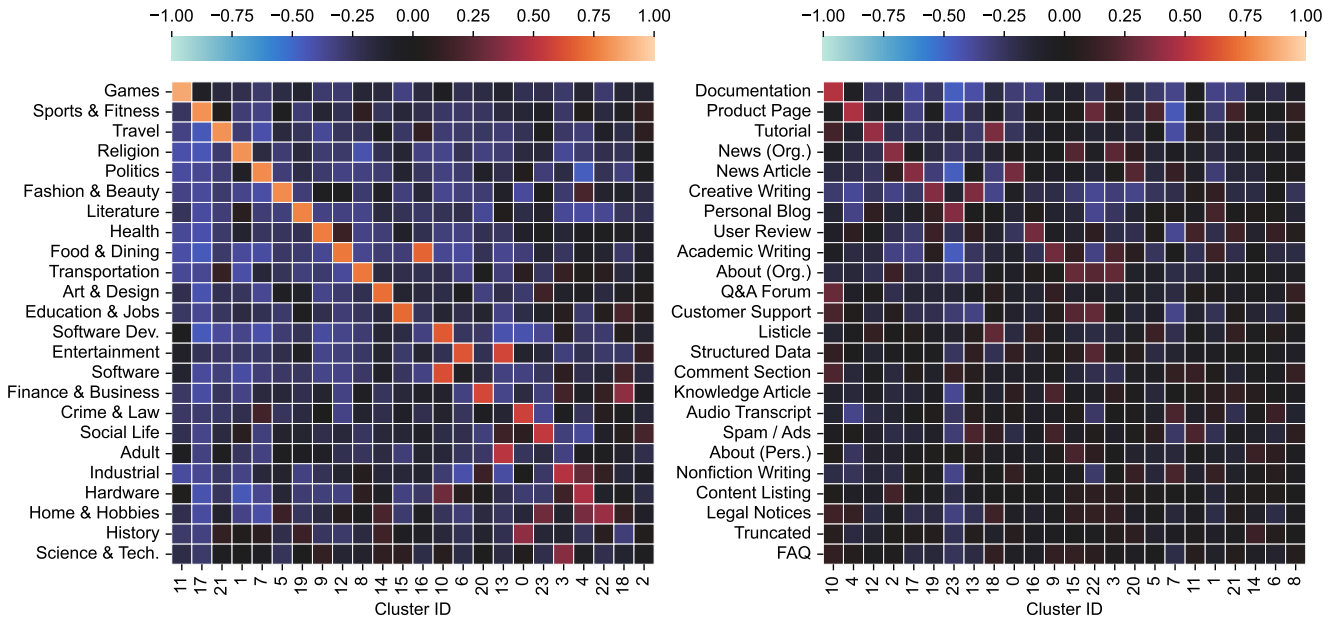 −1.00 −0.75 −0.50 −0.25 0.00 0.25 0.50 0.75 1.00
Games
Sports & Fitness
Travel
Religion
Politics
Fashion & Beauty
Literature
Health
Food & Dining
Transportation
Art & Design
Education & Jobs
Software Dev.
Entertainment
Software
Finance & Business
Crime & Law
Social Life
Adult
Industrial
Hardware
Home & Hobbies
History
Science & Tech.
11 17 21 1 7 5 19 9 12 8 14 15 16 10 6 20 13 0 23 3 4 22 18 2
Cluster ID
−1.00 −0.75 −0.50 −0.25 0.00 0.25 0.50 0.75 1.00
Documentation
Product Page
Tutorial
News (Org.)
News Article
Creative Writing
Personal Blog
User Review
Academic Writing
About (Org.)
Q&A Forum
Customer Support
Listicle
Structured Data
Comment Section
Knowledge Article
Audio Transcript
Spam / Ads
About (Pers.)
Nonfiction Writing
Content Listing
Legal Notices
Truncated
FAQ
10 4 12 2 17 19 23 13 18 0 16 9 15 22 3 20 5 7 11 1 21 14 6 8
Cluster ID